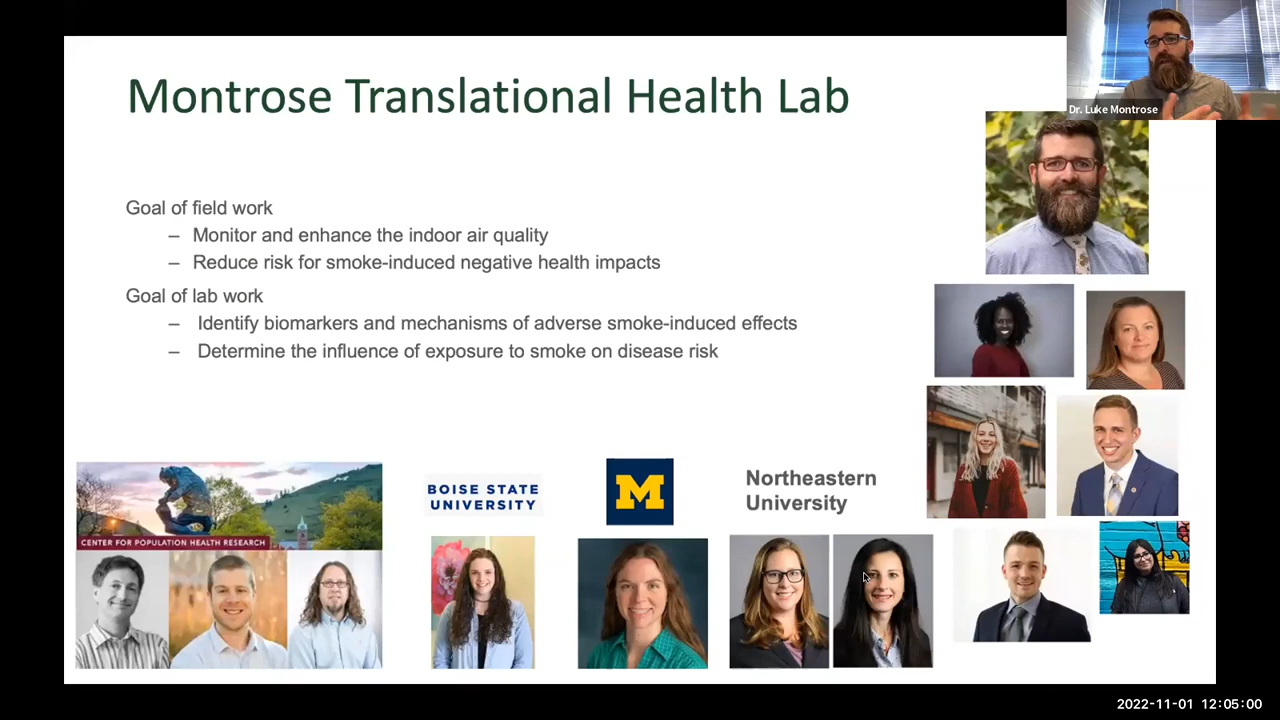 Montrose Translational Health Lab
Dr. Luke Montrose
Goal of field work
– Monitor and enhance the indoor air quality
– Reduce risk for smoke-induced negative health impacts
Goal of lab work
– Identify biomarkers and mechanisms of adverse smoke-induced effects
– Determine the influence of exposure to smoke on disease risk
CENTER FOR POPULATION HEALTH RESEARCH
BOISE STATE
UNIVERSITY
M
Northeastern
University
2022-11-01 12:05:00